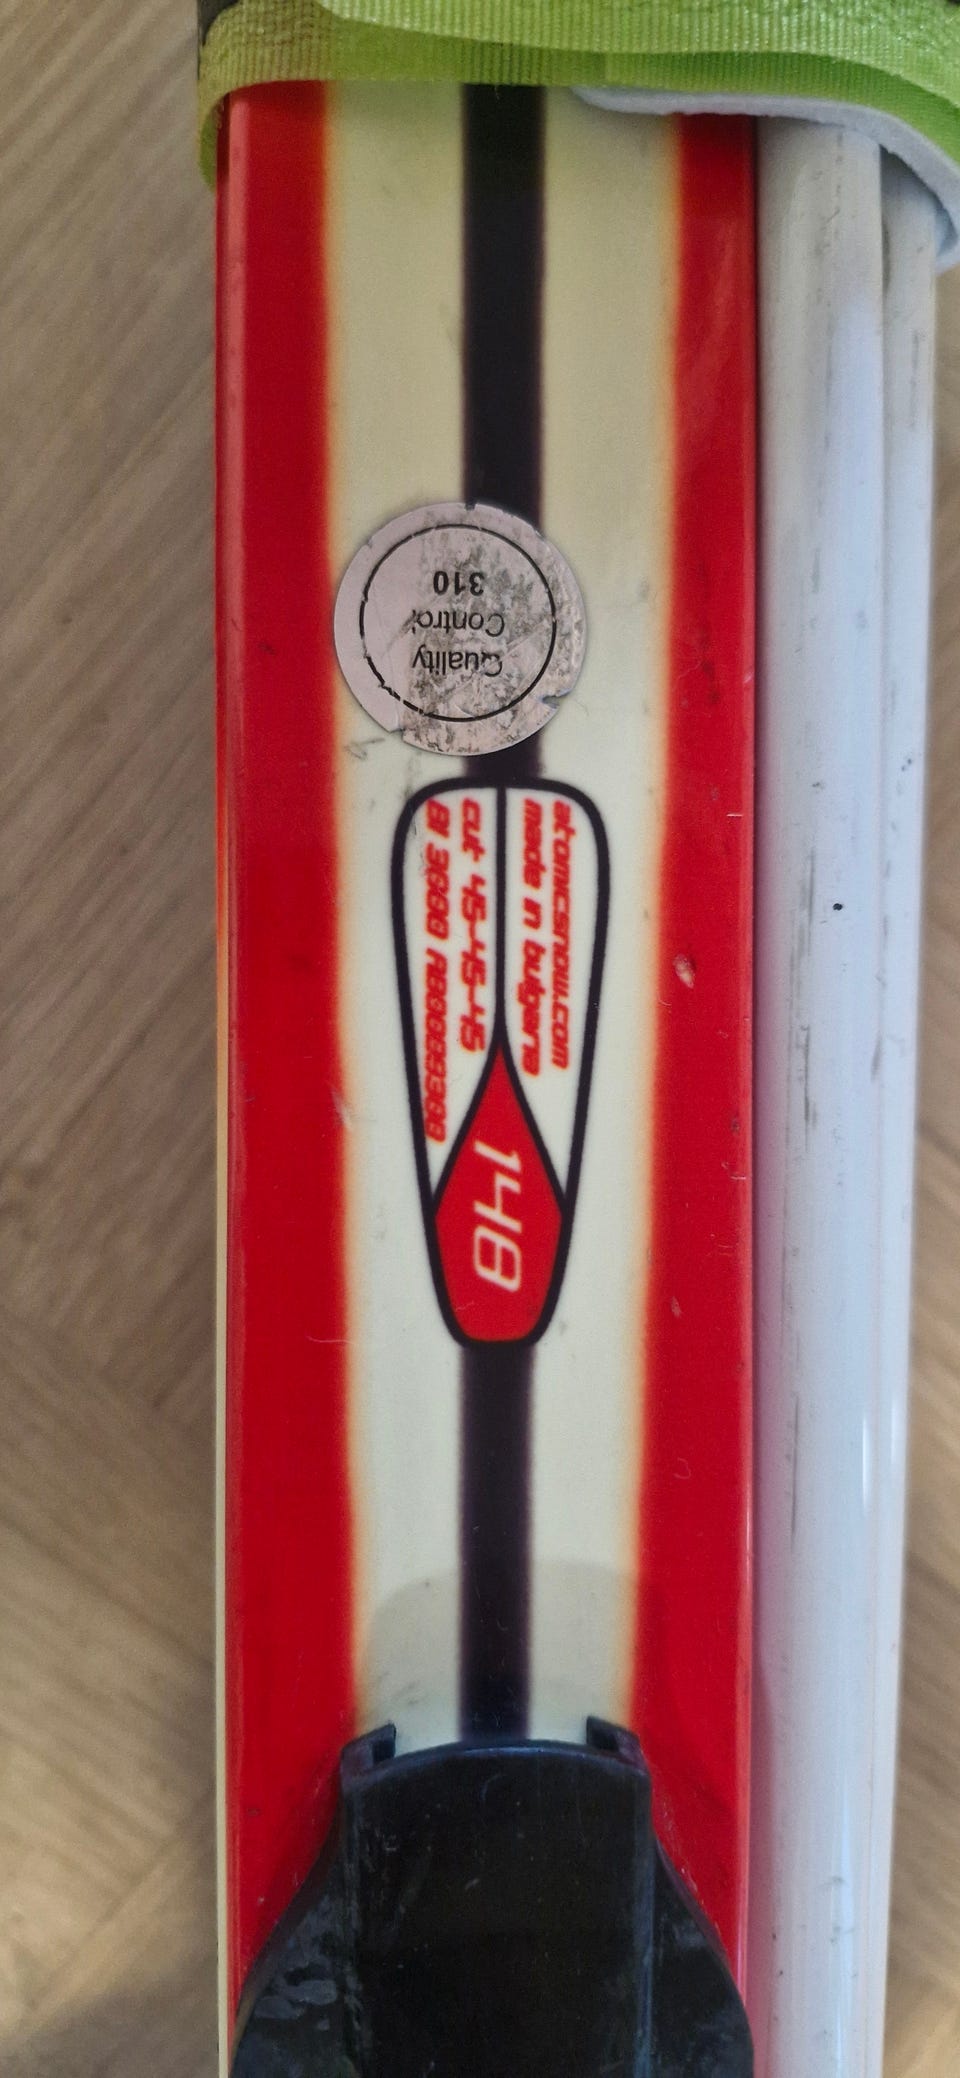 Quality
Control
310
atomicsnow.com
made in bulgaria
cut 45-45-45
148